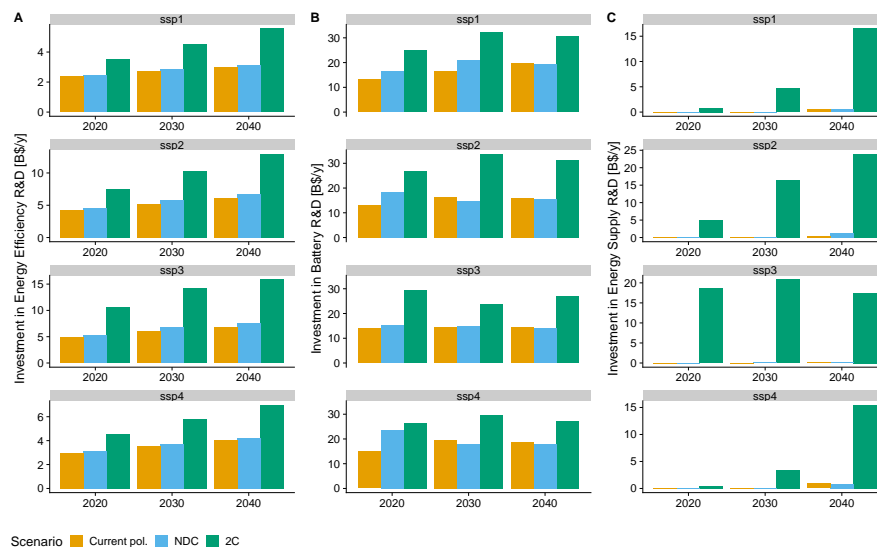 A
Investment in Energy Efficiency R&D [B$/y]
ssp1
4
2
0
2020 2030 2040
ssp2
10
5
0
2020 2030 2040
ssp3
15
10
5
0
2020 2030 2040
ssp4
6
4
2
0
2020 2030 2040
B
Investment in Battery R&D [B$/y]
ssp1
30
20
10
0
2020 2030 2040
ssp2
30
20
10
0
2020 2030 2040
ssp3
30
20
10
0
2020 2030 2040
ssp4
30
20
10
0
2020 2030 2040
C
Investment in Energy Supply R&D [B$/y]
ssp1
15
10
5
0
2020 2030 2040
ssp2
25
20
15
10
5
0
2020 2030 2040
ssp3
20
15
10
5
0
2020 2030 2040
ssp4
15
10
5
0
2020 2030 2040
Scenario Current pol. NDC 2C